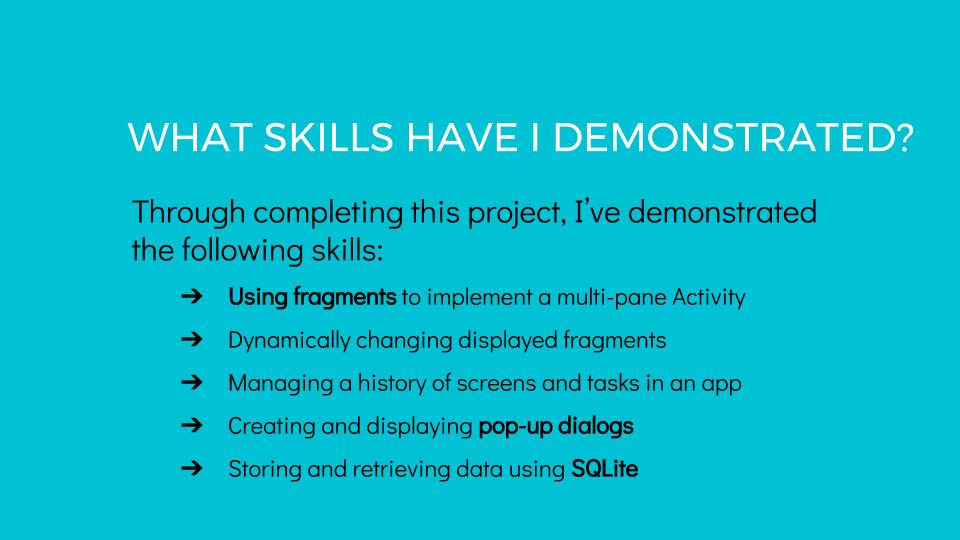 WHAT SKILLS HAVE I DEMONSTRATED?
Through completing this project, I’ve demonstrated
the following skills:
➔ Using fragments to implement a multi-pane Activity
➔ Dynamically changing displayed fragments
➔ Managing a history of screens and tasks in an app
➔ Creating and displaying pop-up dialogs
➔ Storing and retrieving data using SQLite